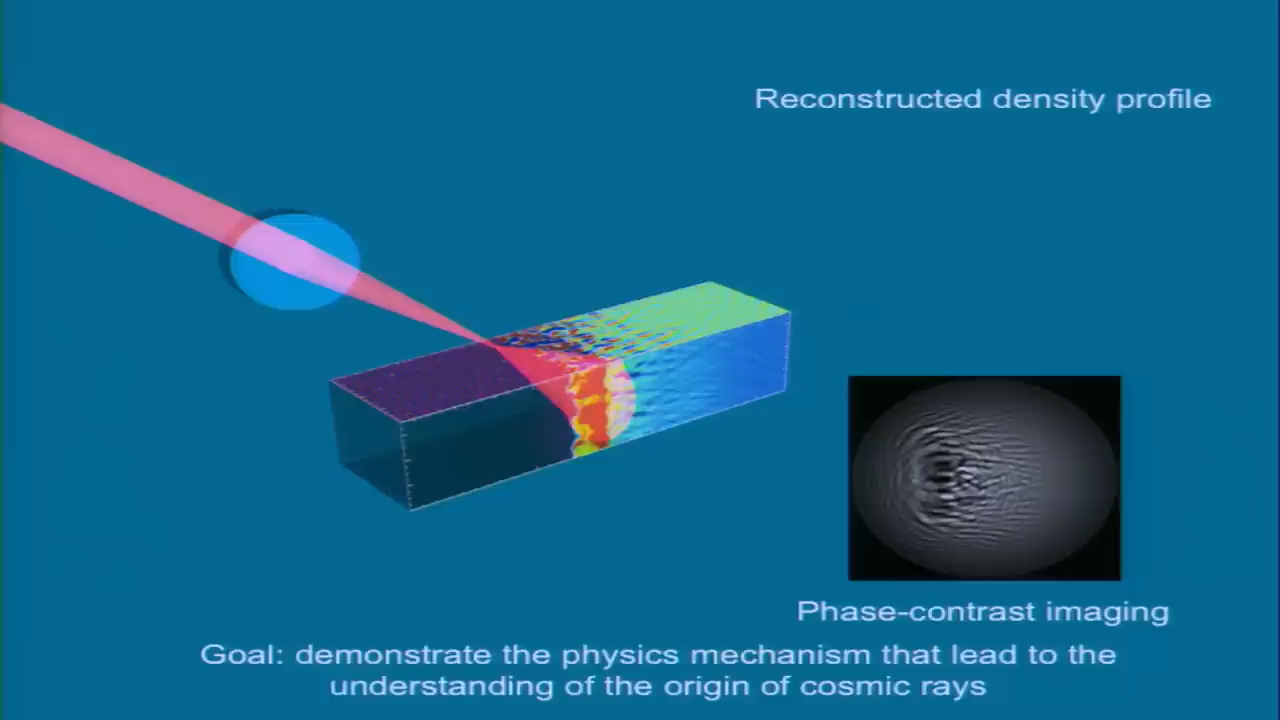 Reconstructed density profile
Phase-contrast imaging
Goal: demonstrate the physics mechanism that lead to the
understanding of the origin of cosmic rays